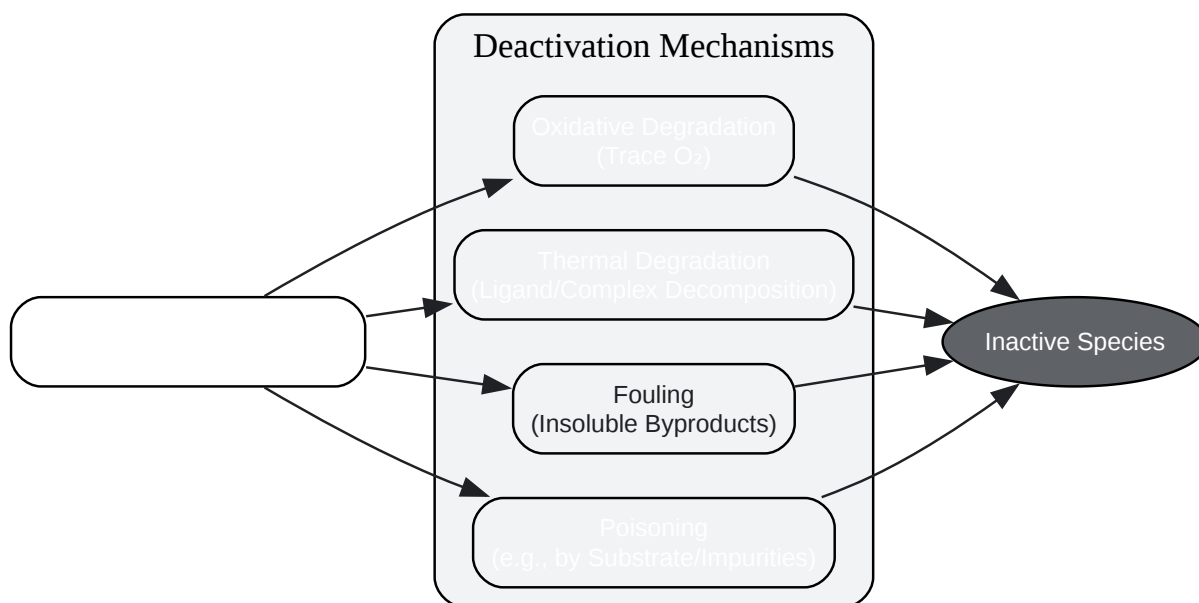 Deactivation Mechanisms
Oxidative Degradation
(Trace O₂)
Thermal Degradation
(Ligand/Complex Decomposition)
Inactive Species
Fouling
(Insoluble Byproducts)
Poisoning
(e.g., by Substrate/Impurities)